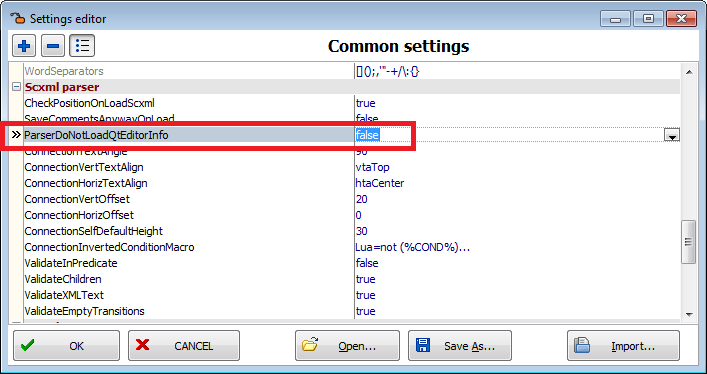 Settings editor
Common settings
WordSeparators []();,'"-+/\:{}
Scxml parser
CheckPositionOnLoadScxml true
SaveCommentsAnywayOnLoad false
ParserDoNotLoadQtEditorInfo false
ConnectionTextAngle 90
ConnectionVertTextAlign vtaTop
ConnectionHorizTextAlign htaCenter
ConnectionVertOffset 20
ConnectionHorizOffset 0
ConnectionSelfDefaultHeight 30
ConnectionInvertedConditionMacro Lua=not (%COND%)...
ValidateInPredicate false
ValidateChildren true
ValidateXMLText true
ValidateEmptyTransitions true
OK CANCEL Open... Save As... Import...